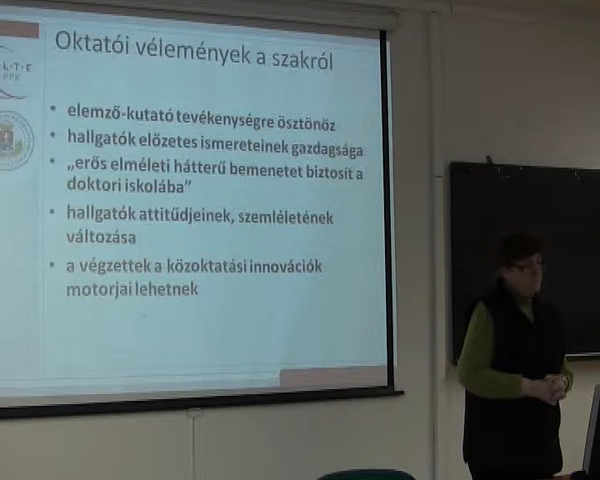 Oktatói vélemények a szakról
L·T·E
PPK
• elemző-kutató tevékenységre ösztönöz
• hallgatók előzetes ismereteinek gazdagsága
• „erős elméleti hátterű bemenetet biztosít a
doktori iskolába”
• hallgatók attitűdjeinek, szemléletének
változása
• a végzettek a közoktatási innovációk
motorjai lehetnek